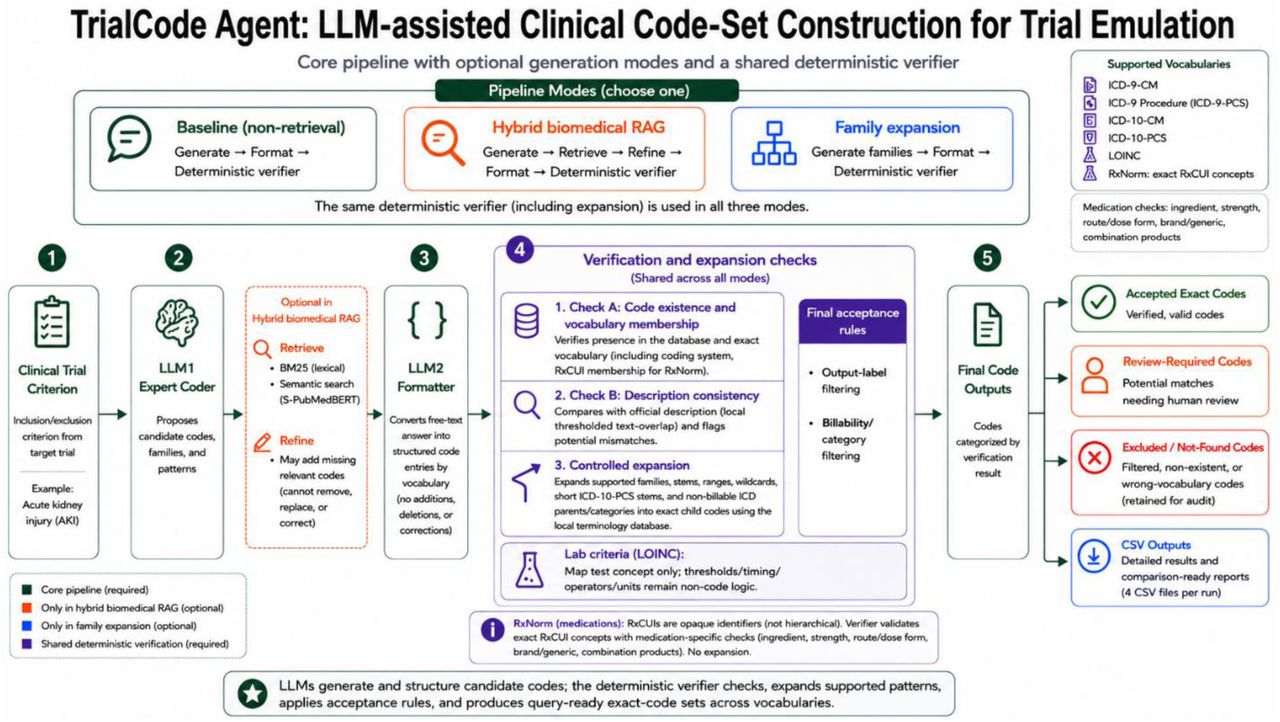 TrialCode Agent: LLM-assisted Clinical Code-Set Construction for Trial Emulation
Core pipeline with optional generation modes and a shared deterministic verifier
Pipeline Modes (choose one)
Baseline (non-retrieval)
Generate → Format →
Deterministic verifier
Hybrid biomedical RAG
Generate → Retrieve → Refine →
Format → Deterministic verifier
Family expansion
Generate families → Format →
Deterministic verifier
The same deterministic verifier (including expansion) is used in all three modes.
Supported Vocabularies
ICD-9-CM
ICD-9 Procedure (ICD-9-PCS)
ICD-10-CM
ICD-10-PCS
LOINC
RxNorm: exact RxCUI concepts
Medication checks: ingredient, strength,
route/dose form, brand/generic,
combination products
1
Clinical Trial
Criterion
Inclusion/exclusion
criterion from
target trial
Example:
Acute kidney
injury (AKI)
2
LLM1
Expert Coder
Proposes
candidate codes,
families, and
patterns
Optional in
Hybrid biomedical RAG
Retrieve
• BM25 (lexical)
• Semantic search
(S-PubMedBERT)
Refine
• May add missing
relevant codes
(cannot remove,
replace, or
correct)
3
{ }
LLM2
Formatter
Converts free-text
answer into
structured code
entries by
vocabulary
(no additions,
deletions, or
corrections)
4
Verification and expansion checks
(Shared across all modes)
1. Check A: Code existence and
vocabulary membership
Verifies presence in the database and exact
vocabulary (including coding system,
RxCUI membership for RxNorm).
2. Check B: Description consistency
Compares with official description (local
thresholded text-overlap) and flags
potential mismatches.
3. Controlled expansion
Expands supported families, stems, ranges, wildcards,
short ICD-10-PCS stems, and non-billable ICD
parents/categories into exact child codes using the
local terminology database.
Final acceptance
rules
• Output-label
filtering
• Billability/
category
filtering
Lab criteria (LOINC):
Map test concept only; thresholds/timing/
operators/units remain non-code logic.
RxNorm (medications): RxCUIs are opaque identifiers (not hierarchical). Verifier validates
exact RxCUI concepts with medication-specific checks (ingredient, strength, route/dose form,
brand/generic, combination products). No expansion.
5
Final Code
Outputs
Codes
categorized by
verification
result
Accepted Exact Codes
Verified, valid codes
Review-Required Codes
Potential matches
needing human review
Excluded / Not-Found Codes
Filtered, non-existent, or
wrong-vocabulary codes
(retained for audit)
CSV Outputs
Detailed results and
comparison-ready reports
(4 CSV files per run)
Core pipeline (required)
Only in hybrid biomedical RAG (optional)
Only in family expansion (optional)
Shared deterministic verification (required)
LLMs generate and structure candidate codes; the deterministic verifier checks, expands supported patterns,
applies acceptance rules, and produces query-ready exact-code sets across vocabularies.